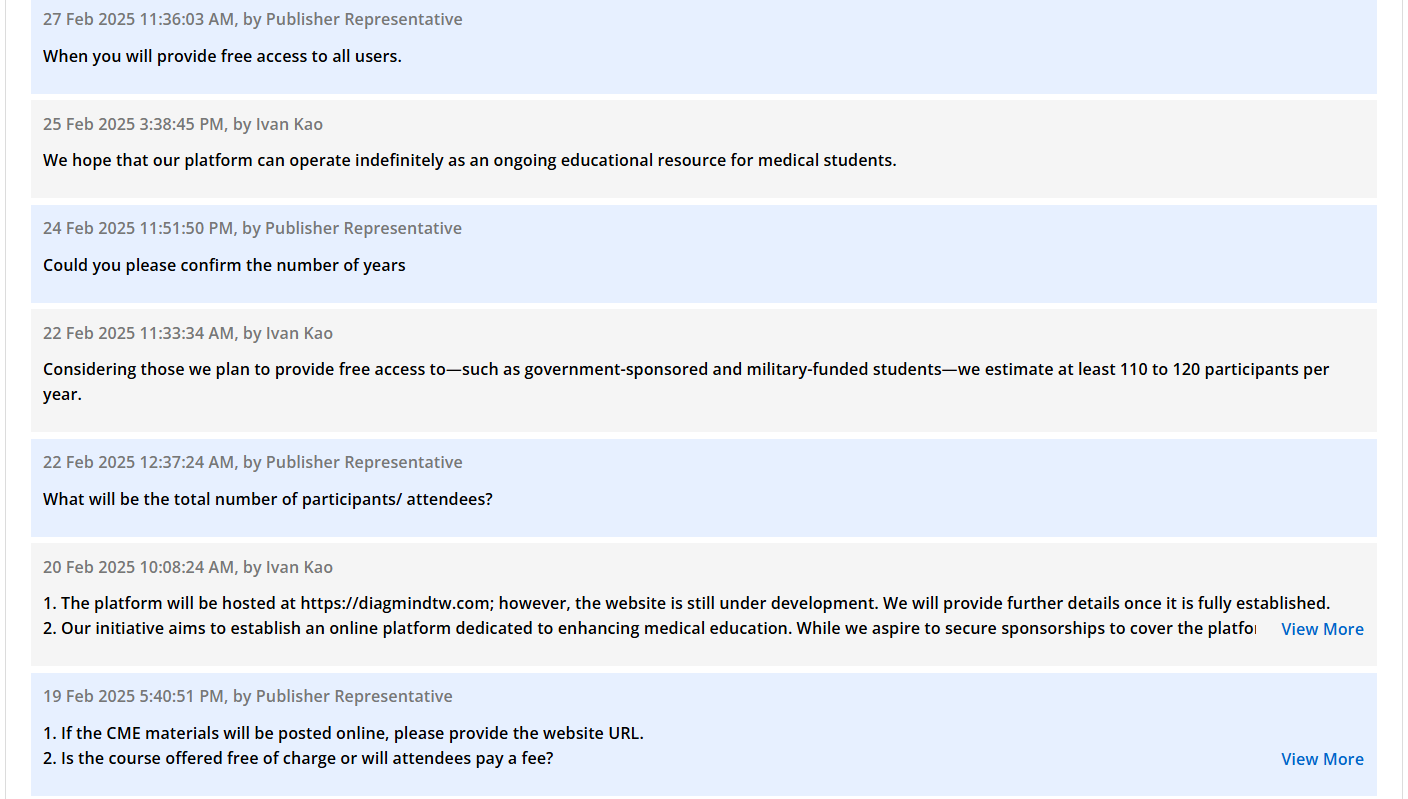 27 Feb 2025 11:36:03 AM, by Publisher Representative
When you will provide free access to all users.
25 Feb 2025 3:38:45 PM, by Ivan Kao
We hope that our platform can operate indefinitely as an ongoing educational resource for medical students.
24 Feb 2025 11:51:50 PM, by Publisher Representative
Could you please confirm the number of years
22 Feb 2025 11:33:34 AM, by Ivan Kao
Considering those we plan to provide free access to—such as government-sponsored and military-funded students—we estimate at least 110 to 120 participants per
year.
22 Feb 2025 12:37:24 AM, by Publisher Representative
What will be the total number of participants/ attendees?
20 Feb 2025 10:08:24 AM, by Ivan Kao
1. The platform will be hosted at https://diagmindtw.com; however, the website is still under development. We will provide further details once it is fully established.
2. Our initiative aims to establish an online platform dedicated to enhancing medical education. While we aspire to secure sponsorships to cover the platfo View More
19 Feb 2025 5:40:51 PM, by Publisher Representative
1. If the CME materials will be posted online, please provide the website URL.
2. Is the course offered free of charge or will attendees pay a fee? View More